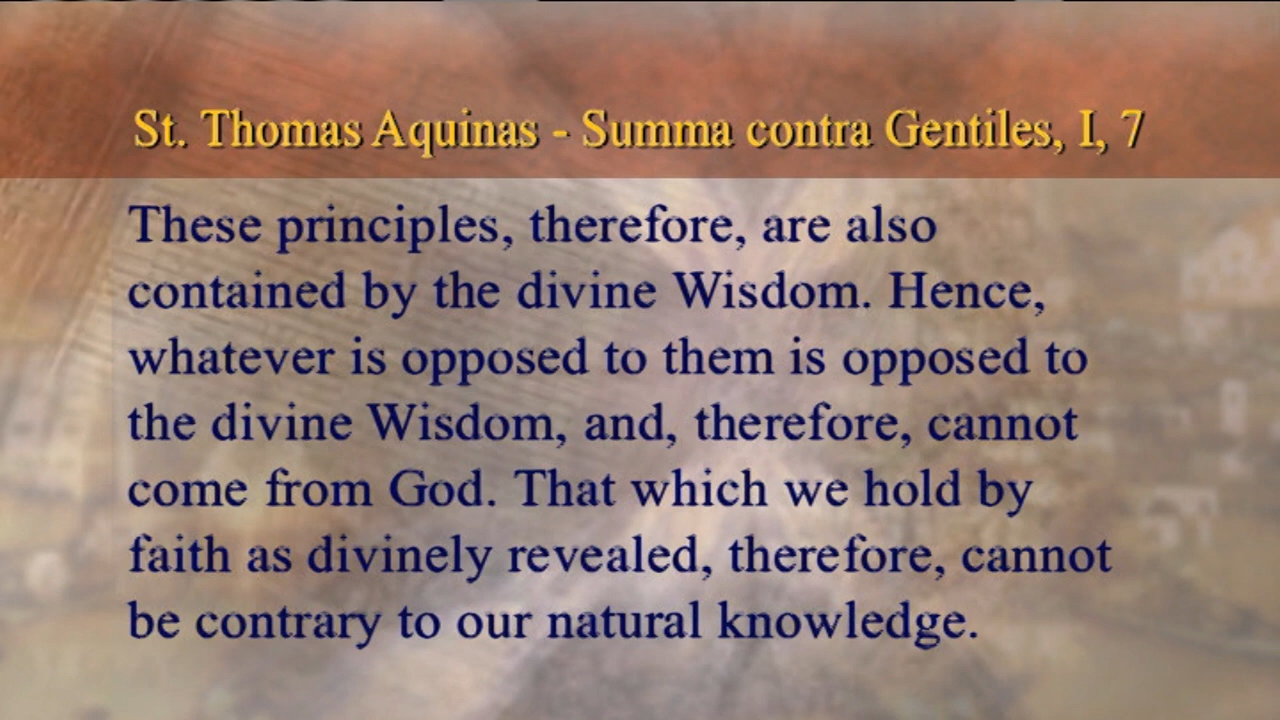 St. Thomas Aquinas - Summa contra Gentiles, I, 7
These principles, therefore, are also
contained by the divine Wisdom. Hence,
whatever is opposed to them is opposed to
the divine Wisdom, and, therefore, cannot
come from God. That which we hold by
faith as divinely revealed, therefore, cannot
be contrary to our natural knowledge.